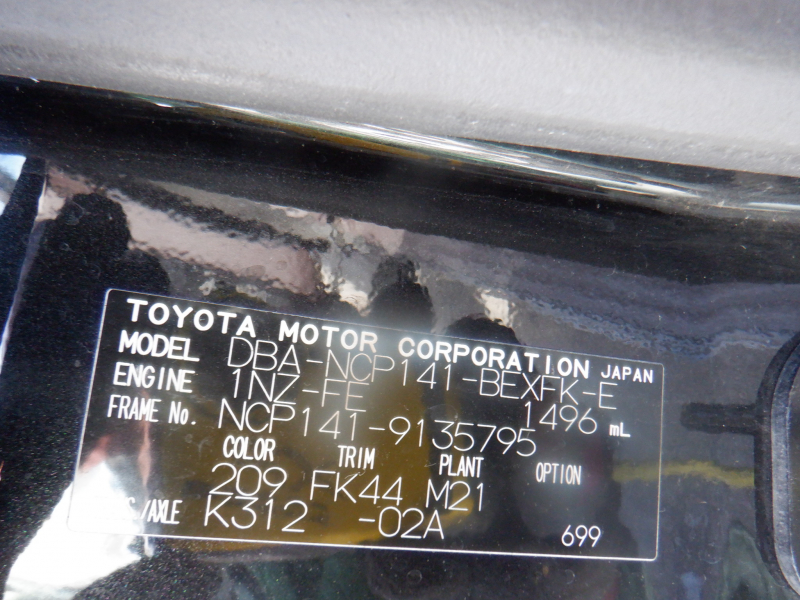 TOYOTA MOTOR CORPORATION JAPAN
MODEL DBA-NCP141-BEXFK-E
ENGINE 1NZ-FE 1496 mL
FRAME No. NCP141-9135795
COLOR TRIM PLANT OPTION
209 FK44 M21
/AXLE K312 -02A
699